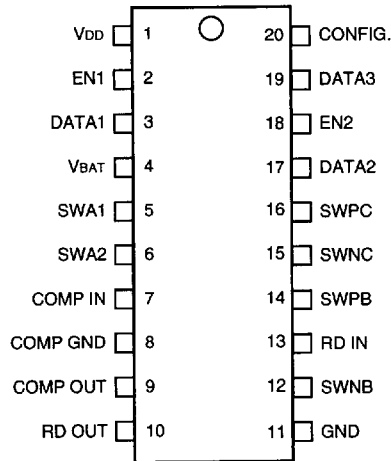 VDD 1 20 CONFIG.
EN1 2 19 DATA3
DATA1 3 18 EN2
VBAT 4 17 DATA2
SWA1 5 16 SWPC
SWA2 6 15 SWNC
COMP IN 7 14 SWPB
COMP GND 8 13 RD IN
COMP OUT 9 12 SWNB
RD OUT 10 11 GND